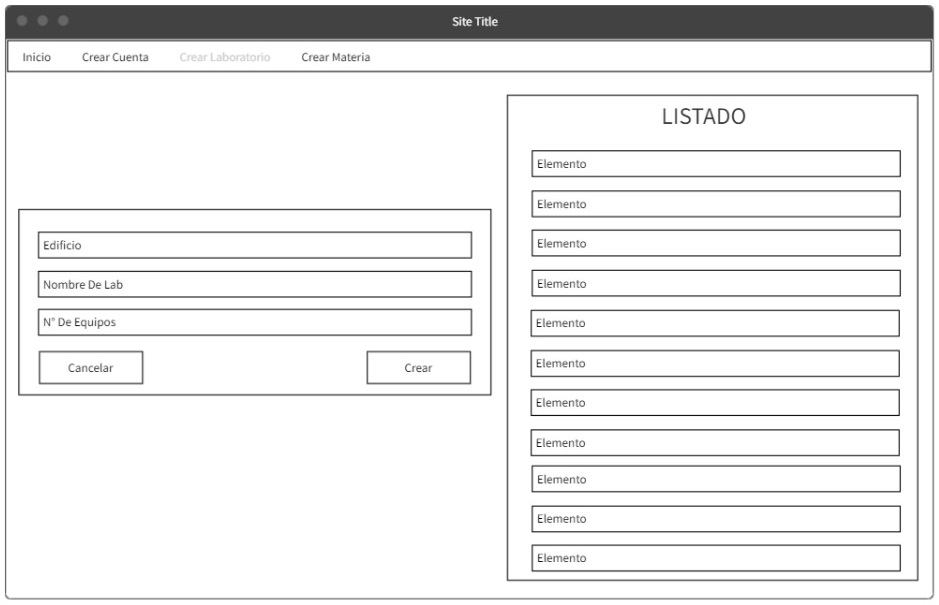 Site Title
Inicio Crear Cuenta Crear Laboratorio Crear Materia
Edificio
Nombre De Lab
N° De Equipos
Cancelar Crear
LISTADO
Elemento
Elemento
Elemento
Elemento
Elemento
Elemento
Elemento
Elemento
Elemento
Elemento
Elemento